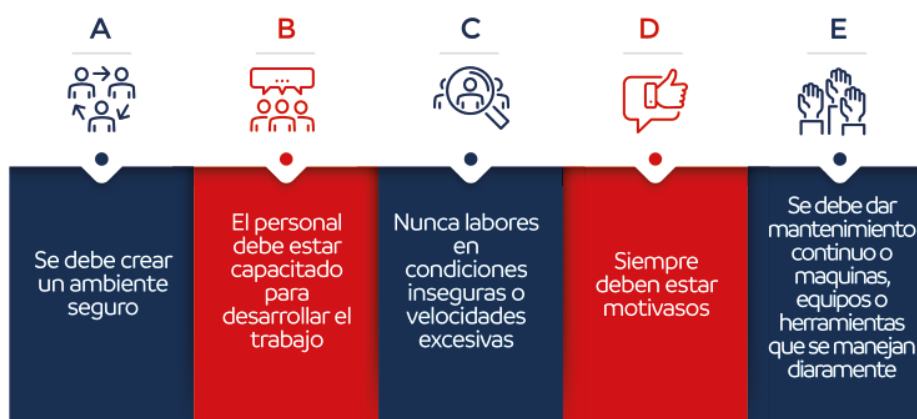 A
B
C
D
E
...
Se debe crear
un ambiente
seguro
El personal
debe estar
capacitado
para
desarrollar el
trabajo
Nunca labores
en
condiciones
inseguras o
velocidades
excesivas
Siempre
deben estar
motivasos
Se debe dar
mantenimiento
continuo o
maquinas,
equipos o
herramientas
que se manejan
diaramente